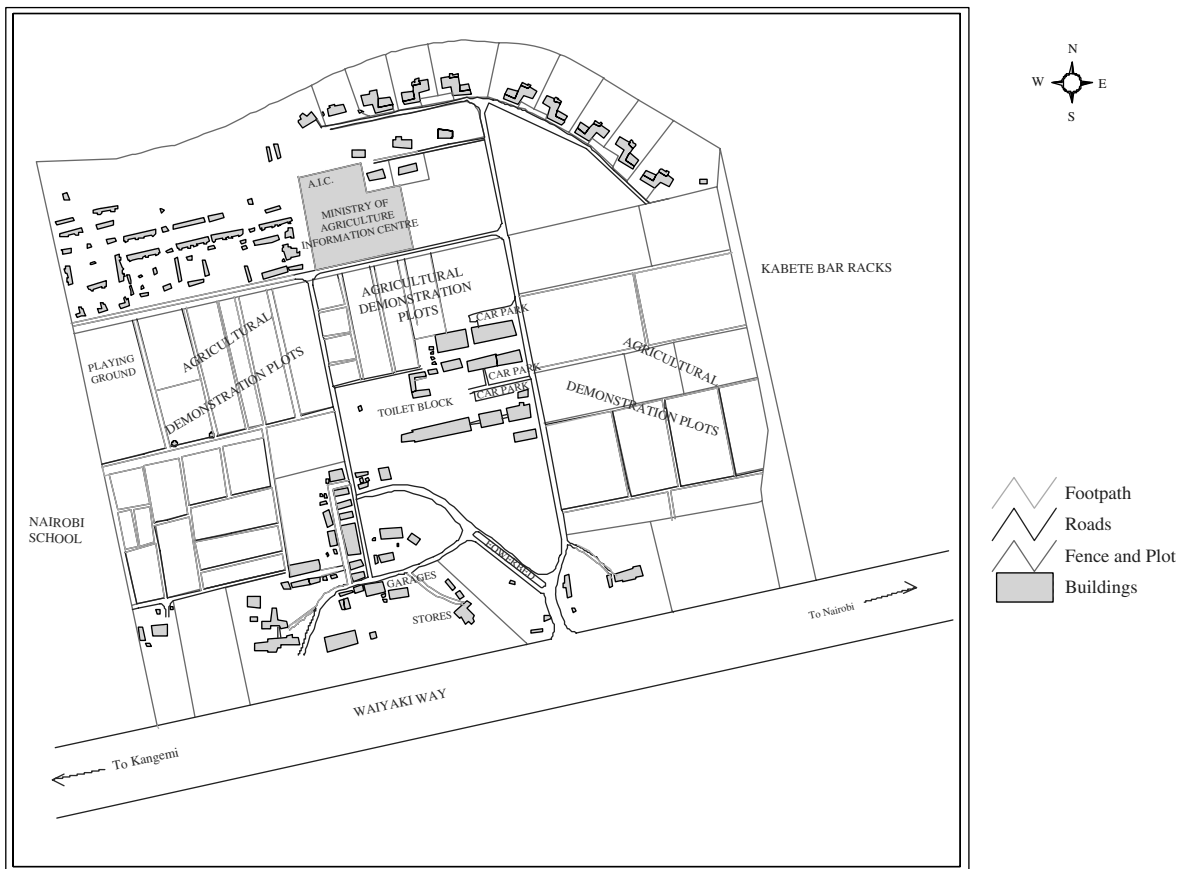 N
W E
S
A.I.C.
MINISTRY OF
AGRICULTURE
INFORMATION CENTRE
KABETE BAR RACKS
AGRICULTURAL
DEMONSTRATION
PLOTS
CAR PARK
AGRICULTURAL
DEMONSTRATION PLOTS
PLAYING
GROUND
CAR PARK
CAR PARK
TOILET BLOCK
AGRICULTURAL
DEMONSTRATION PLOTS
NAIROBI
SCHOOL
FOWERBED
GARAGES
STORES
To Nairobi
WAIYAKI WAY
To Kangemi
Footpath
Roads
Fence and Plot
Buildings